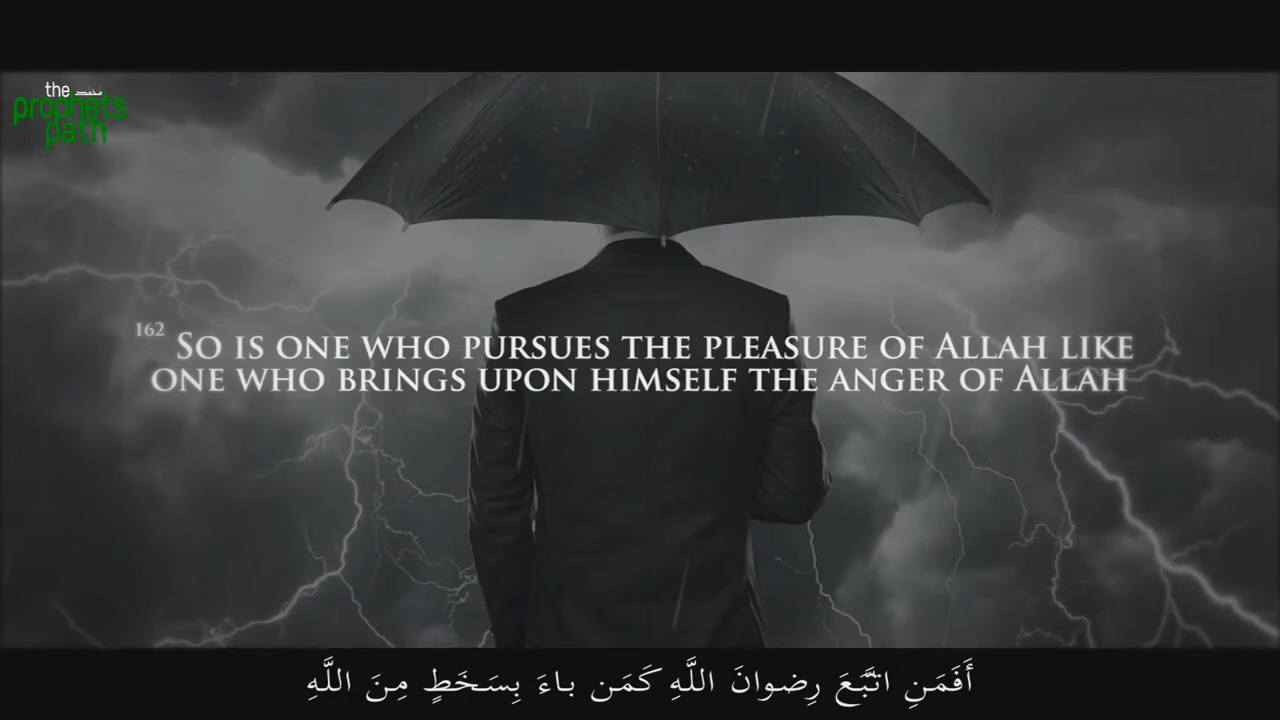 the محمد
prophets
path
162 So is one who pursues the pleasure of Allah like
one who brings upon himself the anger of Allah
أَفَمَنِ اتَّبَعَ رِضوانَ اللَّهِ كَمَن باءَ بِسَخَطٍ مِنَ اللَّهِ